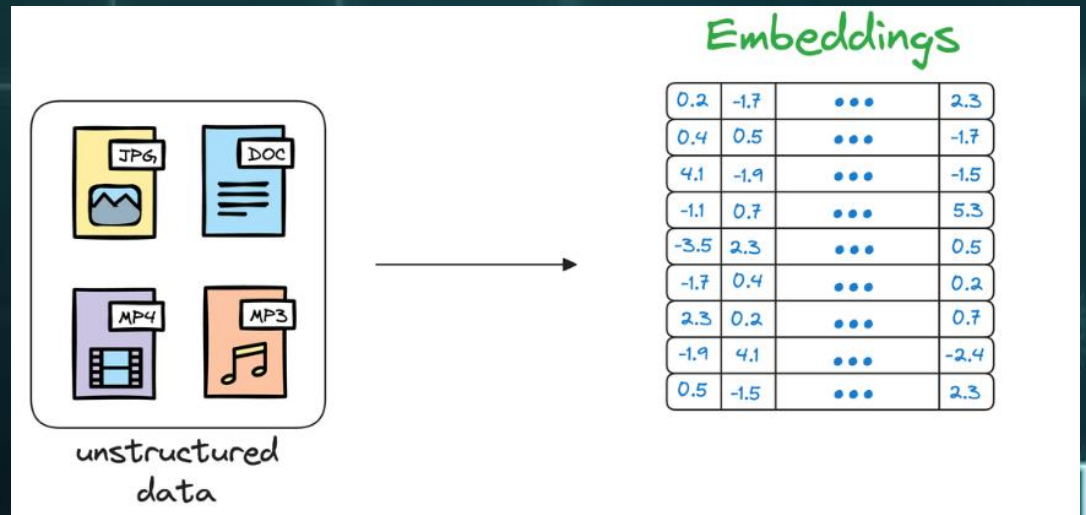 Embeddings
JPG
DOC
MP4
MP3
unstructured
data
0.2 -1.7 ••• 2.3
0.4 0.5 ••• -1.7
4.1 -1.9 ••• -1.5
-1.1 0.7 ••• 5.3
-3.5 2.3 ••• 0.5
-1.7 0.4 ••• 0.2
2.3 0.2 ••• 0.7
-1.9 4.1 ••• -2.4
0.5 -1.5 ••• 2.3